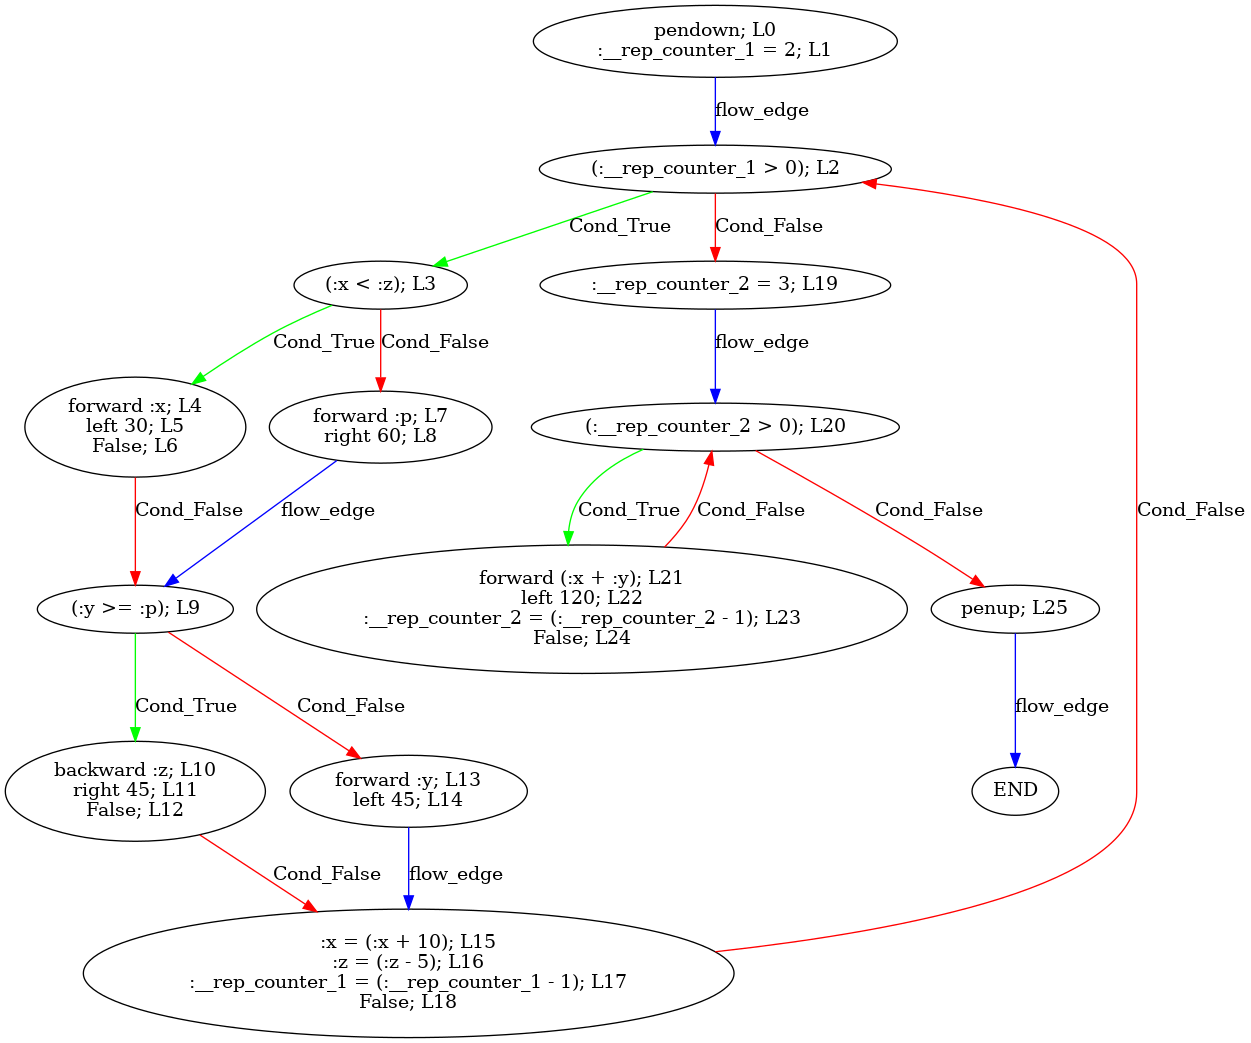 pendown; L0
:__rep_counter_1 = 2; L1
flow_edge
(:__rep_counter_1 > 0); L2
Cond_True
Cond_False
(:x < :z); L3
:__rep_counter_2 = 3; L19
Cond_True
Cond_False
flow_edge
forward :x; L4
left 30; L5
False; L6
forward :p; L7
right 60; L8
(:__rep_counter_2 > 0); L20
Cond_False
flow_edge
Cond_True
Cond_False
Cond_False
Cond_False
(:y >= :p); L9
forward (:x + :y); L21
left 120; L22
:__rep_counter_2 = (:__rep_counter_2 - 1); L23
False; L24
penup; L25
Cond_True
Cond_False
flow_edge
backward :z; L10
right 45; L11
False; L12
forward :y; L13
left 45; L14
END
Cond_False
flow_edge
:x = (:x + 10); L15
:z = (:z - 5); L16
:__rep_counter_1 = (:__rep_counter_1 - 1); L17
False; L18